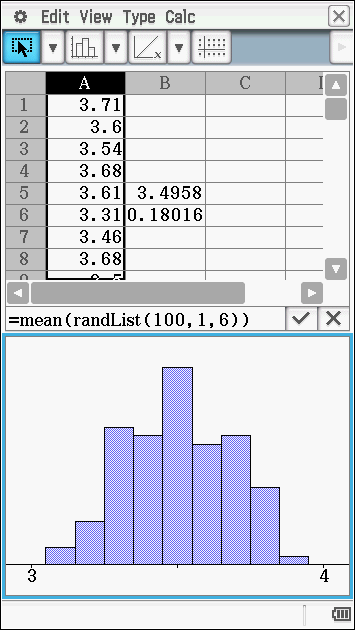 Edit View Type Calc
A B C
1 3.71
2 3.6
3 3.54
4 3.68
5 3.61 3.4958
6 3.31 0.18016
7 3.46
8 3.68
=mean(randList(100,1,6))
3 4